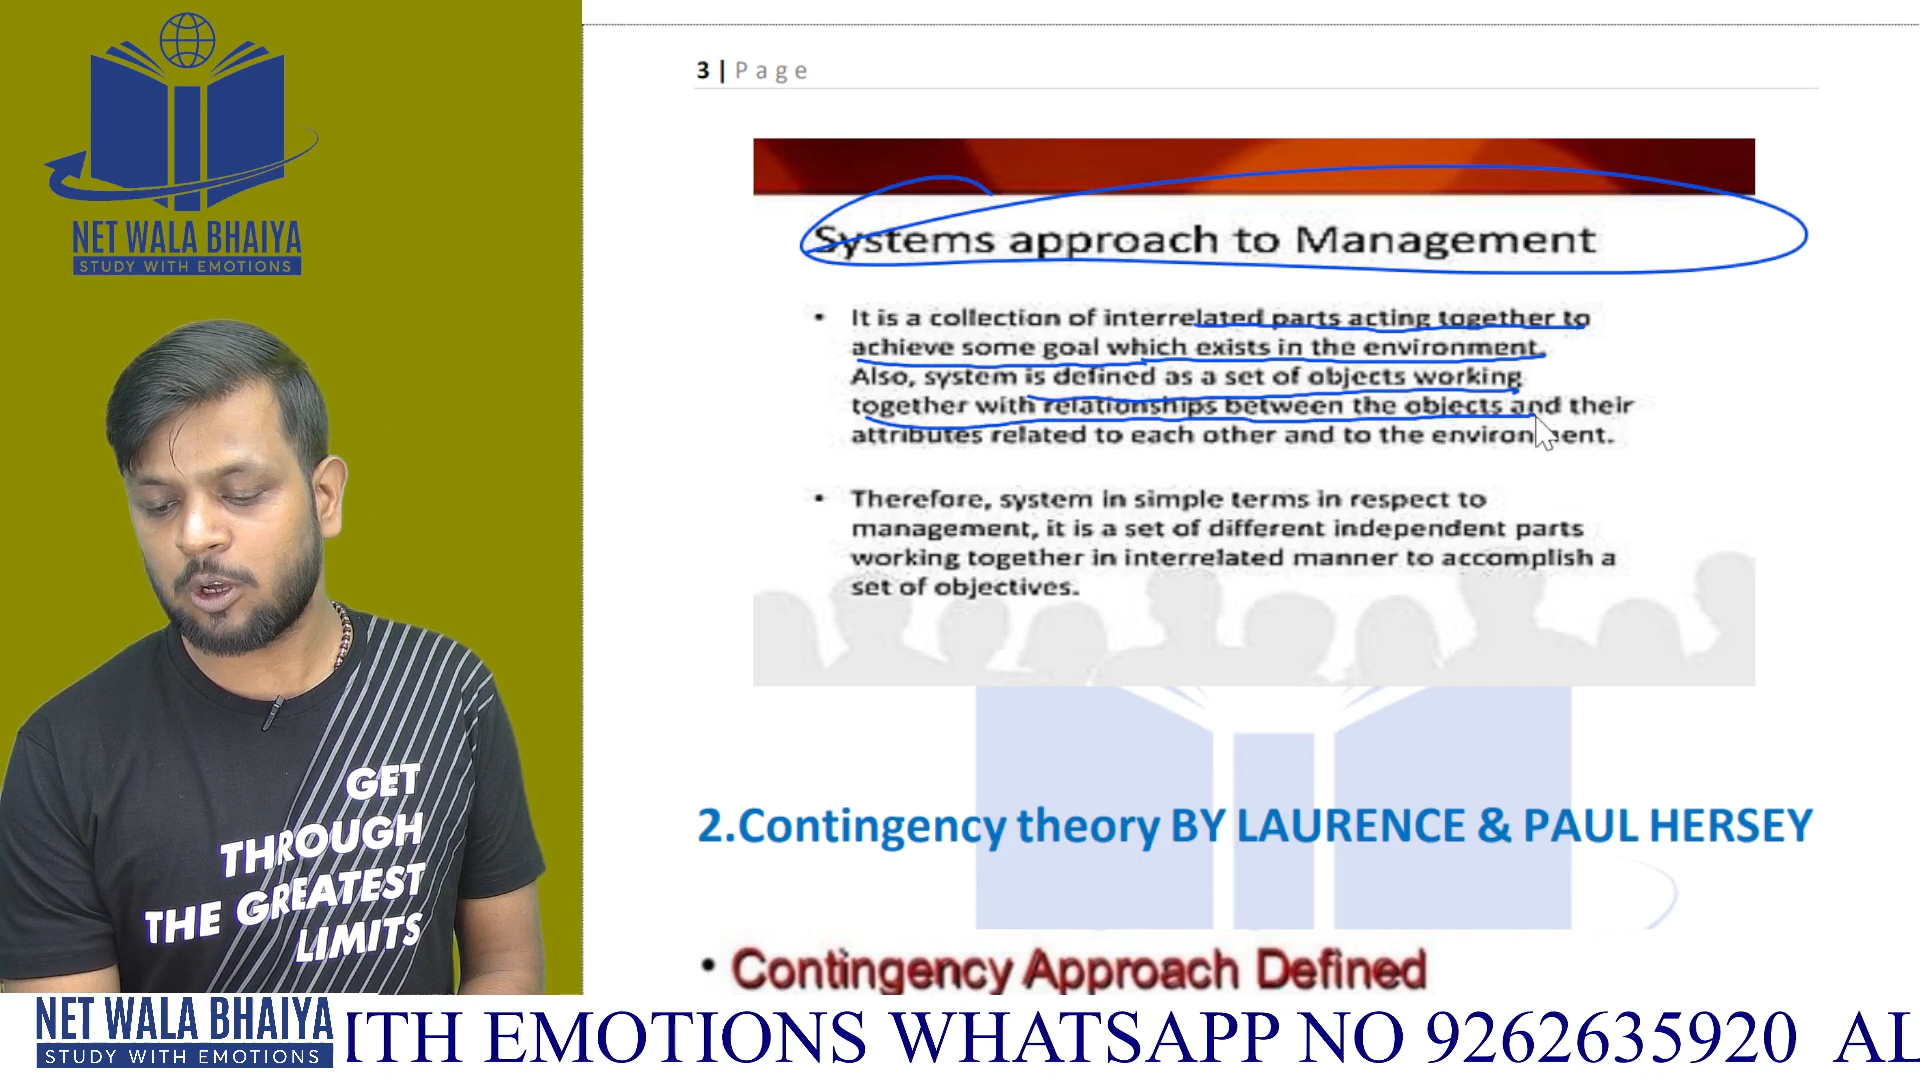 NET WALA BHAIYA
STUDY WITH EMOTIONS
3 | Page
Systems approach to Management
• It is a collection of interrelated parts acting together to
achieve some goal which exists in the environment.
Also, system is defined as a set of objects working
together with relationships between the objects and their
attributes related to each other and to the environment.
• Therefore, system in simple terms in respect to
management, it is a set of different independent parts
working together in interrelated manner to accomplish a
set of objectives.
2.Contingency theory BY LAURENCE & PAUL HERSEY
• Contingency Approach Defined
GET
THROUGH
THE GREATEST
LIMITS
NET WALA BHAIYA
STUDY WITH EMOTIONS
ITH EMOTIONS WHATSAPP NO 9262635920 AL